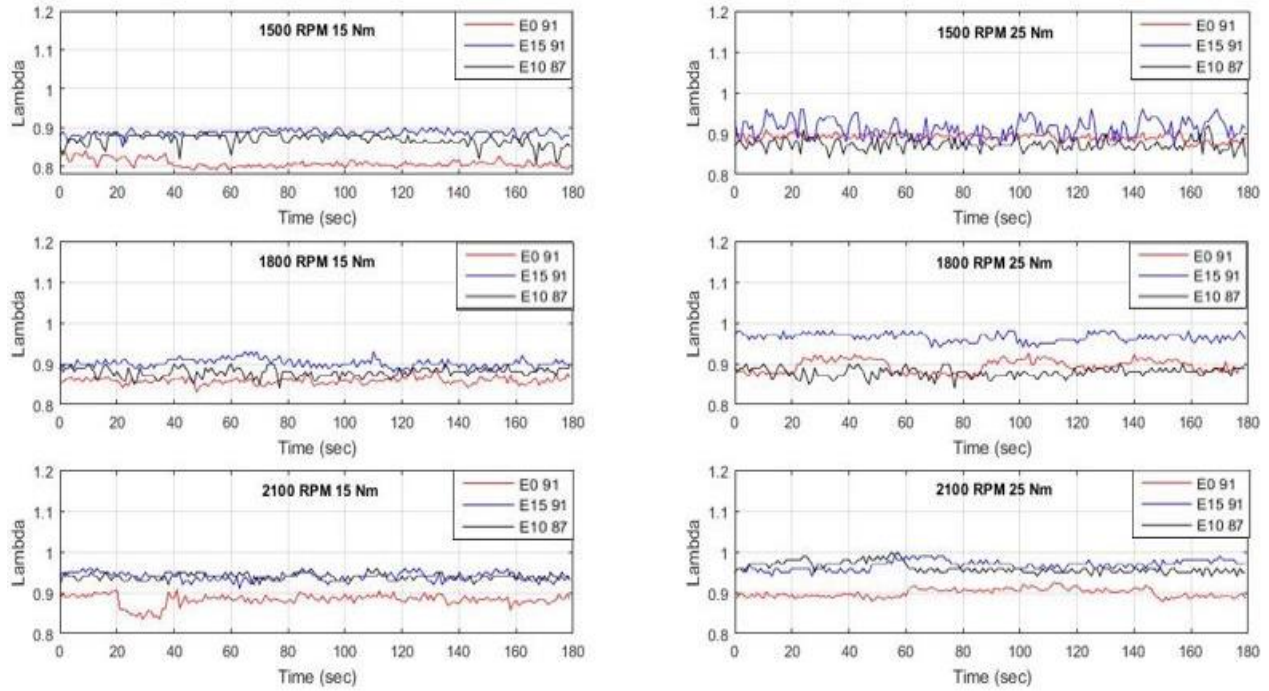 1500 RPM 15 Nm
E0 91
E15 91
E10 87
Lambda
1.2
1.1
1
0.9
0.8
0 20 40 60 80 100 120 140 160 180
Time (sec)
1500 RPM 25 Nm
E0 91
E15 91
E10 87
Lambda
1.2
1.1
1
0.9
0.8
0 20 40 60 80 100 120 140 160 180
Time (sec)
1800 RPM 15 Nm
E0 91
E15 91
E10 87
Lambda
1.2
1.1
1
0.9
0.8
0 20 40 60 80 100 120 140 160 180
Time (sec)
1800 RPM 25 Nm
E0 91
E15 91
E10 87
Lambda
1.2
1.1
1
0.9
0.8
0 20 40 60 80 100 120 140 160 180
Time (sec)
2100 RPM 15 Nm
E0 91
E15 91
E10 87
Lambda
1.2
1.1
1
0.9
0.8
0 20 40 60 80 100 120 140 160 180
Time (sec)
2100 RPM 25 Nm
E0 91
E15 91
E10 87
Lambda
1.2
1.1
1
0.9
0.8
0 20 40 60 80 100 120 140 160 180
Time (sec)